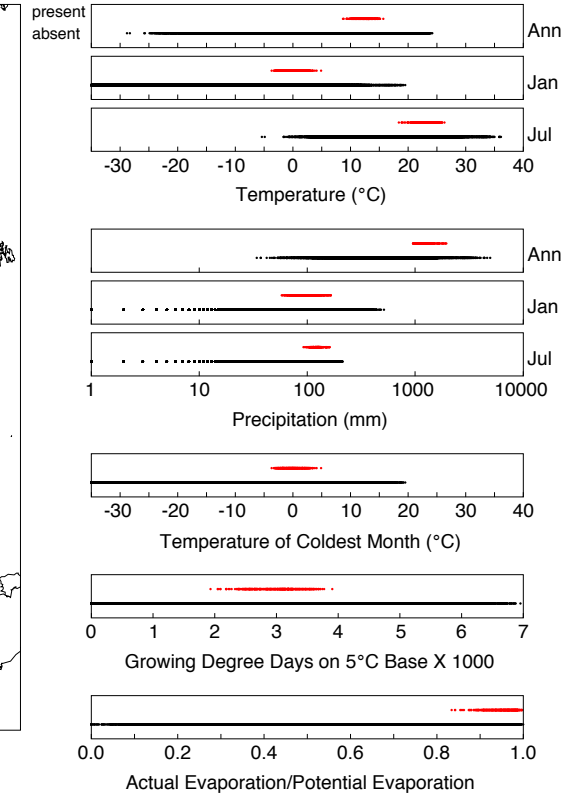 present
absent
Ann
Jan
Jul
-30 -20 -10 0 10 20 30 40
Temperature (°C)
Ann
Jan
Jul
1 10 100 1000 10000
Precipitation (mm)
-30 -20 -10 0 10 20 30 40
Temperature of Coldest Month (°C)
0 1 2 3 4 5 6 7
Growing Degree Days on 5°C Base X 1000
0.0 0.2 0.4 0.6 0.8 1.0
Actual Evaporation/Potential Evaporation